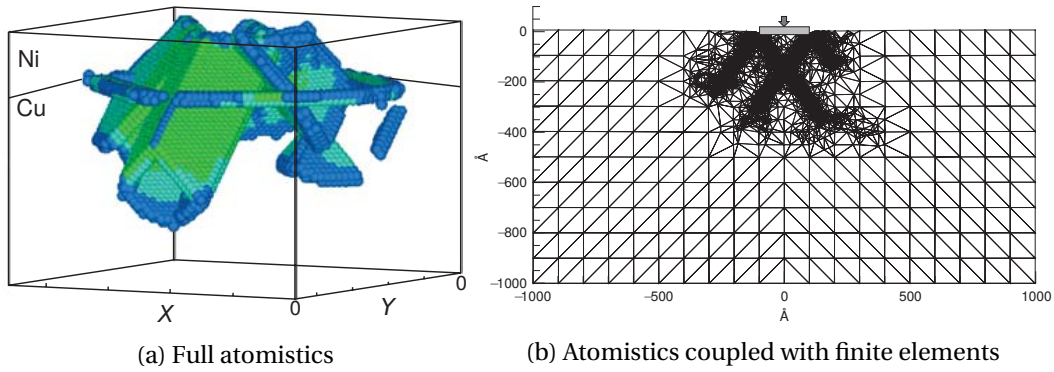 Ni
Cu
X
0
Y
0
0
−200
−400
−600
−800
−1000
Å
−1000
−500
0
500
1000
Å
(a) Full atomistics
(b) Atomistics coupled with finite elements